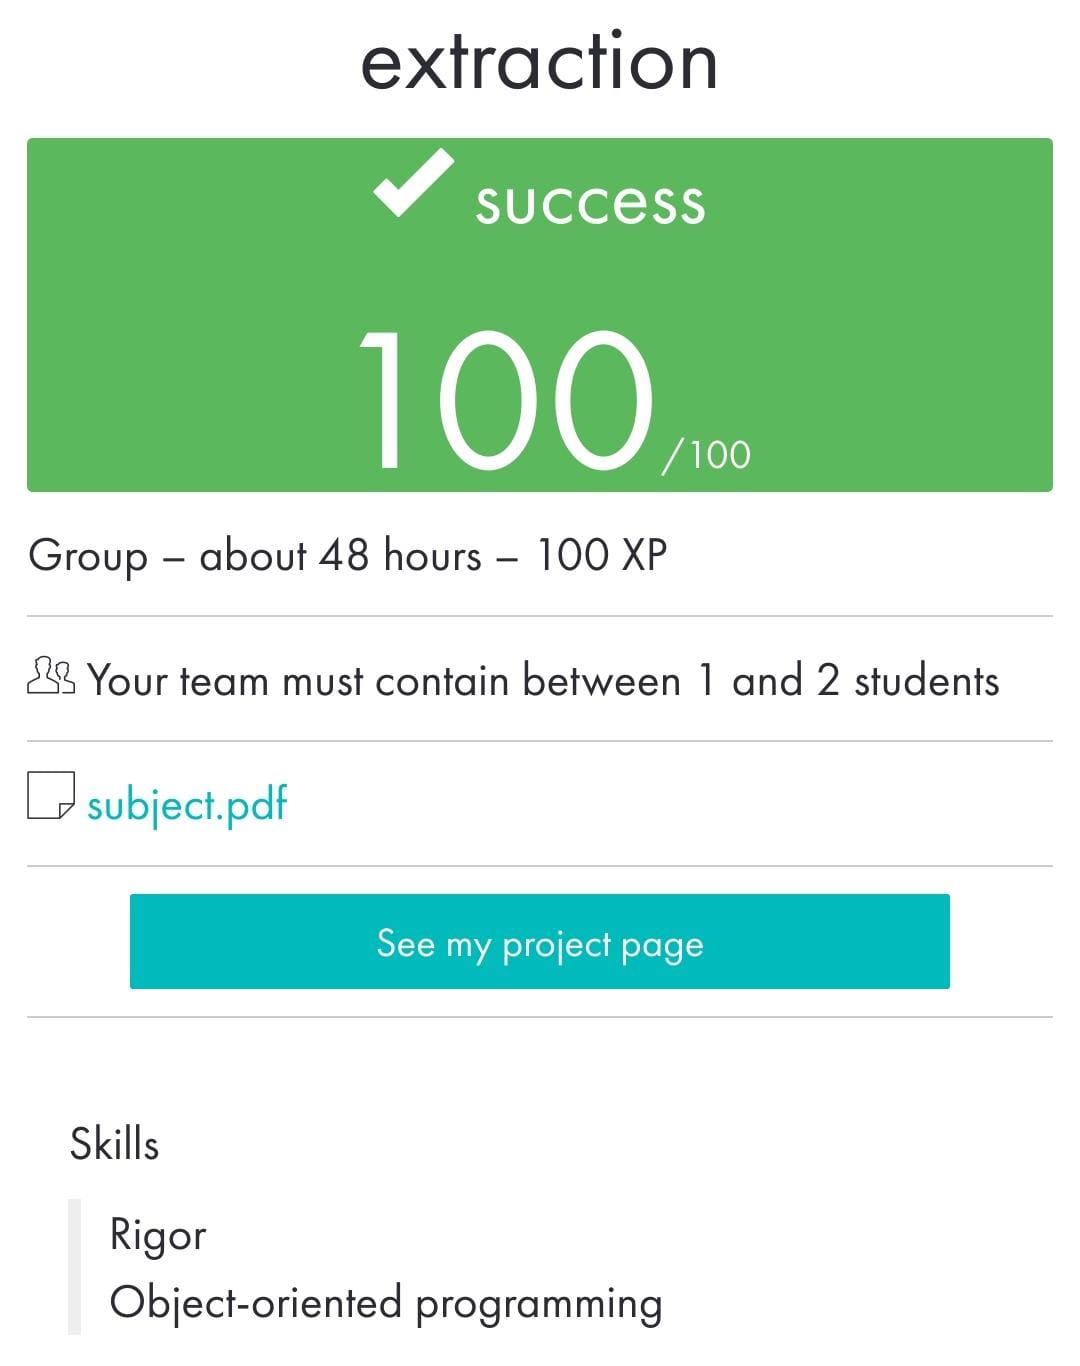 extraction
success
100/100
Group – about 48 hours – 100 XP
Your team must contain between 1 and 2 students
subject.pdf
See my project page
Skills
Rigor
Object-oriented programming